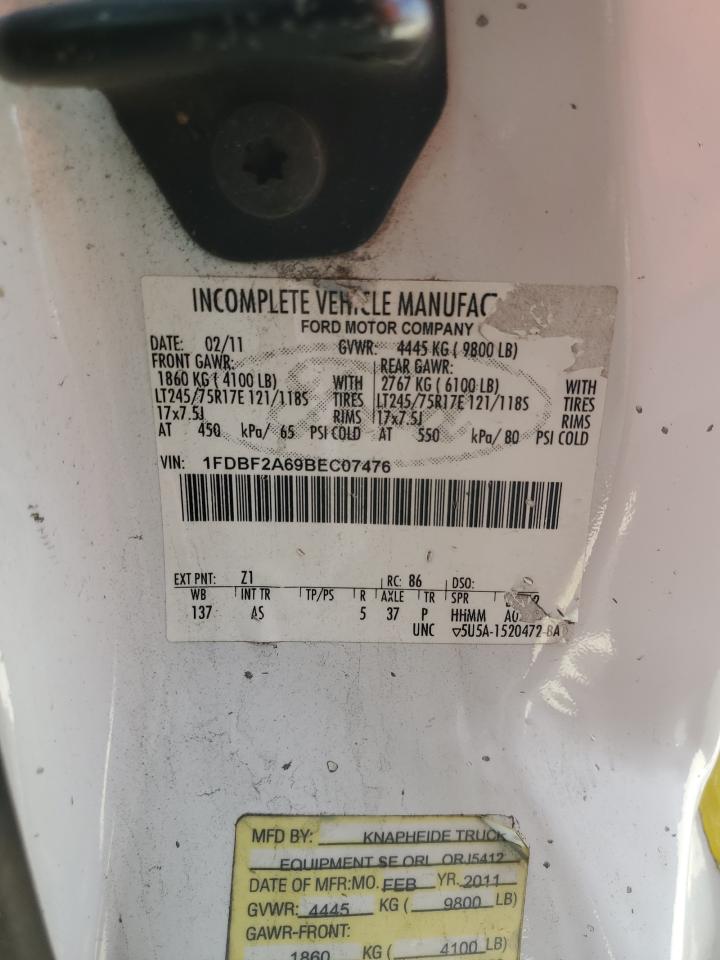 INCOMPLETE VEHICLE MANUFACT
FORD MOTOR COMPANY
DATE: 02/11 GVWR: 4445 KG ( 9800 LB)
FRONT GAWR: REAR GAWR:
1860 KG ( 4100 LB) WITH 2767 KG ( 6100 LB) WITH
LT245/75R17E 121/118S TIRES LT245/75R17E 121/118S TIRES
17x7.5J RIMS 17x7.5J RIMS
AT 450 kPa/ 65 PSI COLD AT 550 kPa/ 80 PSI COLD
VIN: 1FDBF2A69BEC07476
EXT PNT: Z1 RC: 86 DSO:
WB INT TR TP/PS R AXLE TR SPR
137 AS 5 37 P HHMM
UNC ▽5U5A-1520472-BA
MFD BY: KNAPHEIDE TRUCK
EQUIPMENT SE ORL ORJ5412
DATE OF MFR: MO. FEB YR. 2011
GVWR: 4445 KG ( 9800 LB)
GAWR-FRONT:
1860 KG ( 4100 LB)